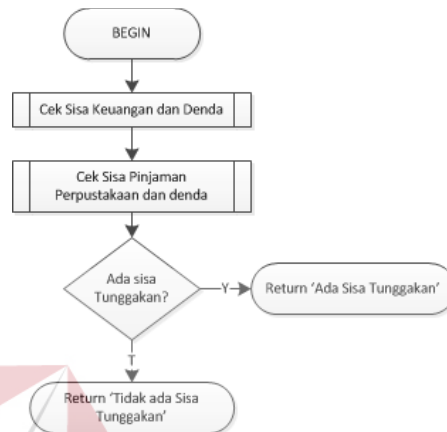 BEGIN
Cek Sisa Keuangan dan Denda
Cek Sisa Pinjaman
Perpustakaan dan denda
Ada sisa
Tunggakan?
Y
Return 'Ada Sisa Tunggakan'
T
Return 'Tidak ada Sisa
Tunggakan'